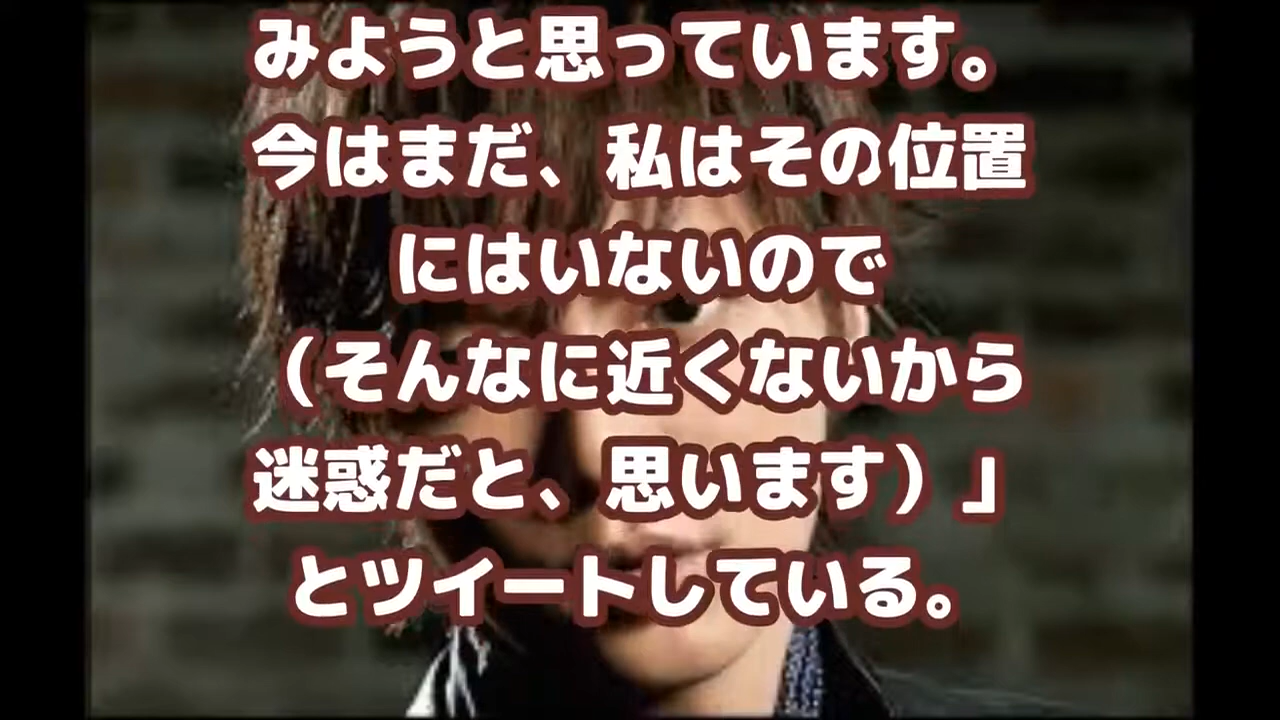 みようと思っています。
今はまだ、私はその位置
にはいないので
（そんなに近くないから
迷惑だと、思います）」
とツイートしている。